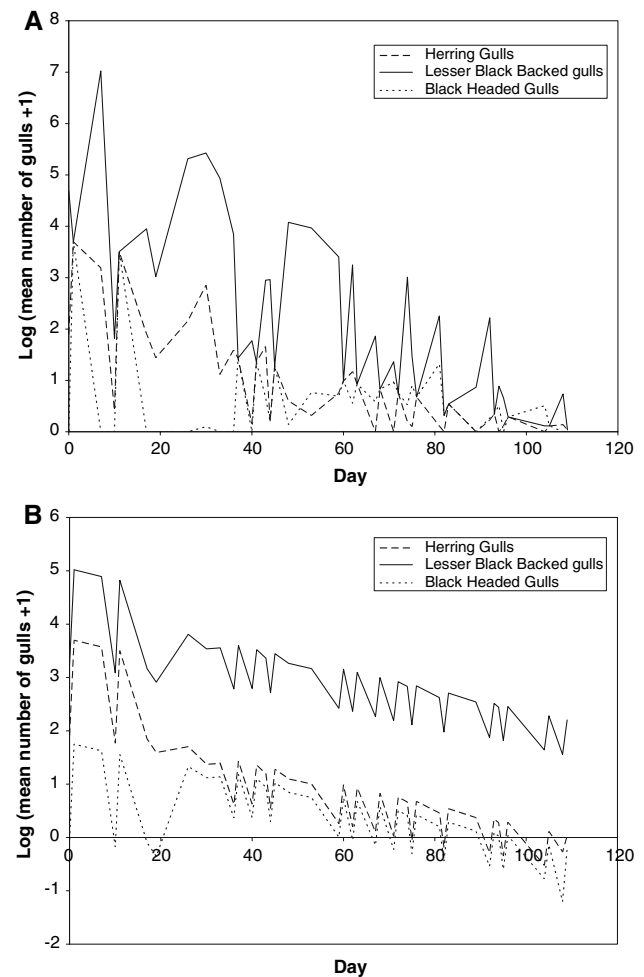 A
Log (mean number of gulls +1)
8
7
6
5
4
3
2
1
0
Herring Gulls
Lesser Black Backed gulls
Black Headed Gulls
0 20 40 60 80 100 120
Day
B
Log (mean number of gulls +1)
6
5
4
3
2
1
0
-1
-2
Herring Gulls
Lesser Black Backed gulls
Black Headed Gulls
0 20 40 60 80 100 120
Day